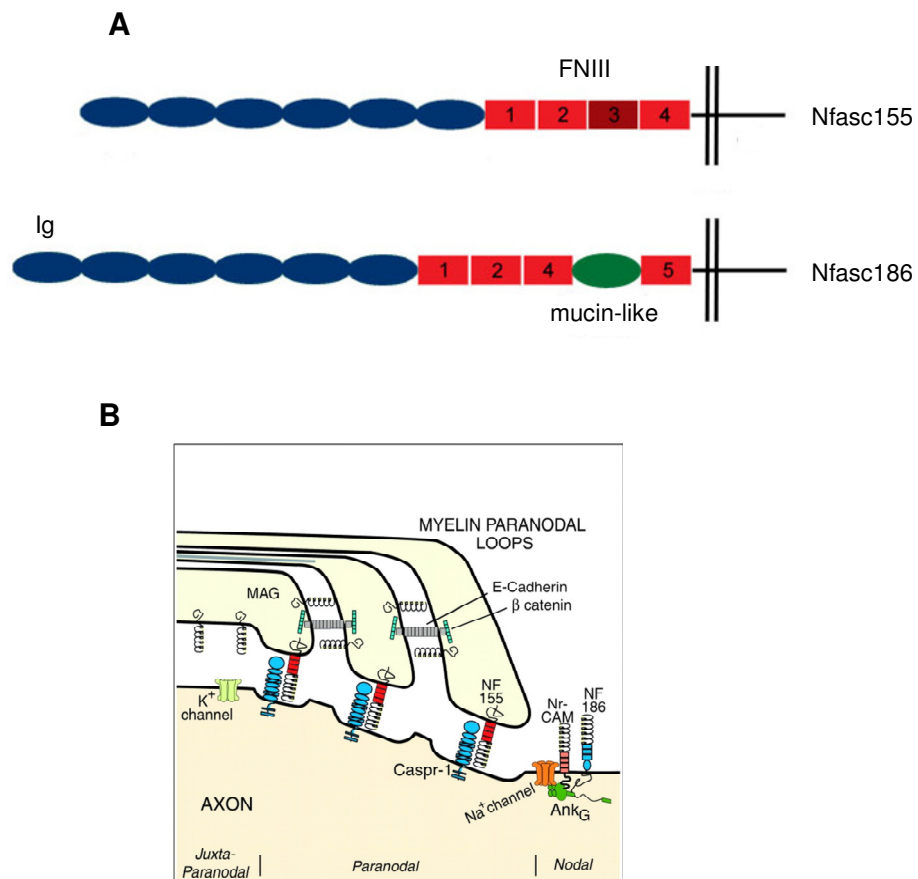 A
FNIII
1 2 3 4
Nfasc155
Ig
1 2 4 5
Nfasc186
mucin-like
B
MYELIN PARANODAL
LOOPS
E-Cadherin
β catenin
MAG
NF
155
Nr-
CAM
NF
186
K+
channel
Caspr-1
Na+channel
AnkG
AXON
Juxta-
Paranodal
Paranodal
Nodal